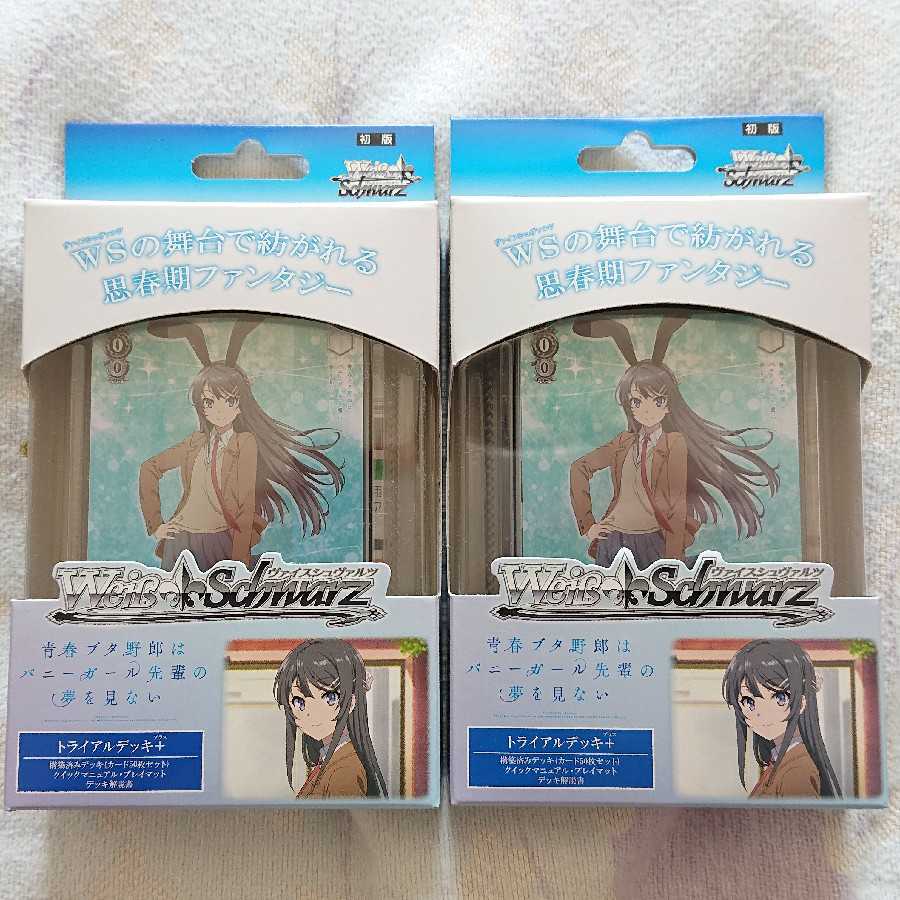 初版
Weiß Schwarz
ヴァイスシュヴァルツ
WSの舞台で紡がれる
思春期ファンタジー
0
0
ヴァイスシュヴァルツ
Weiß Schwarz
青春ブタ野郎は
バニーガール先輩の
夢を見ない
プラス
トライアルデッキ+
構築済みデッキ(カード50枚セット)
クイックマニュアル・プレイマット
デッキ解説書
初版
Weiß Schwarz
ヴァイスシュヴァルツ
WSの舞台で紡がれる
思春期ファンタジー
0
0
ヴァイスシュヴァルツ
Weiß Schwarz
青春ブタ野郎は
バニーガール先輩の
夢を見ない
プラス
トライアルデッキ+
構築済みデッキ(カード50枚セット)
クイックマニュアル・プレイマット
デッキ解説書